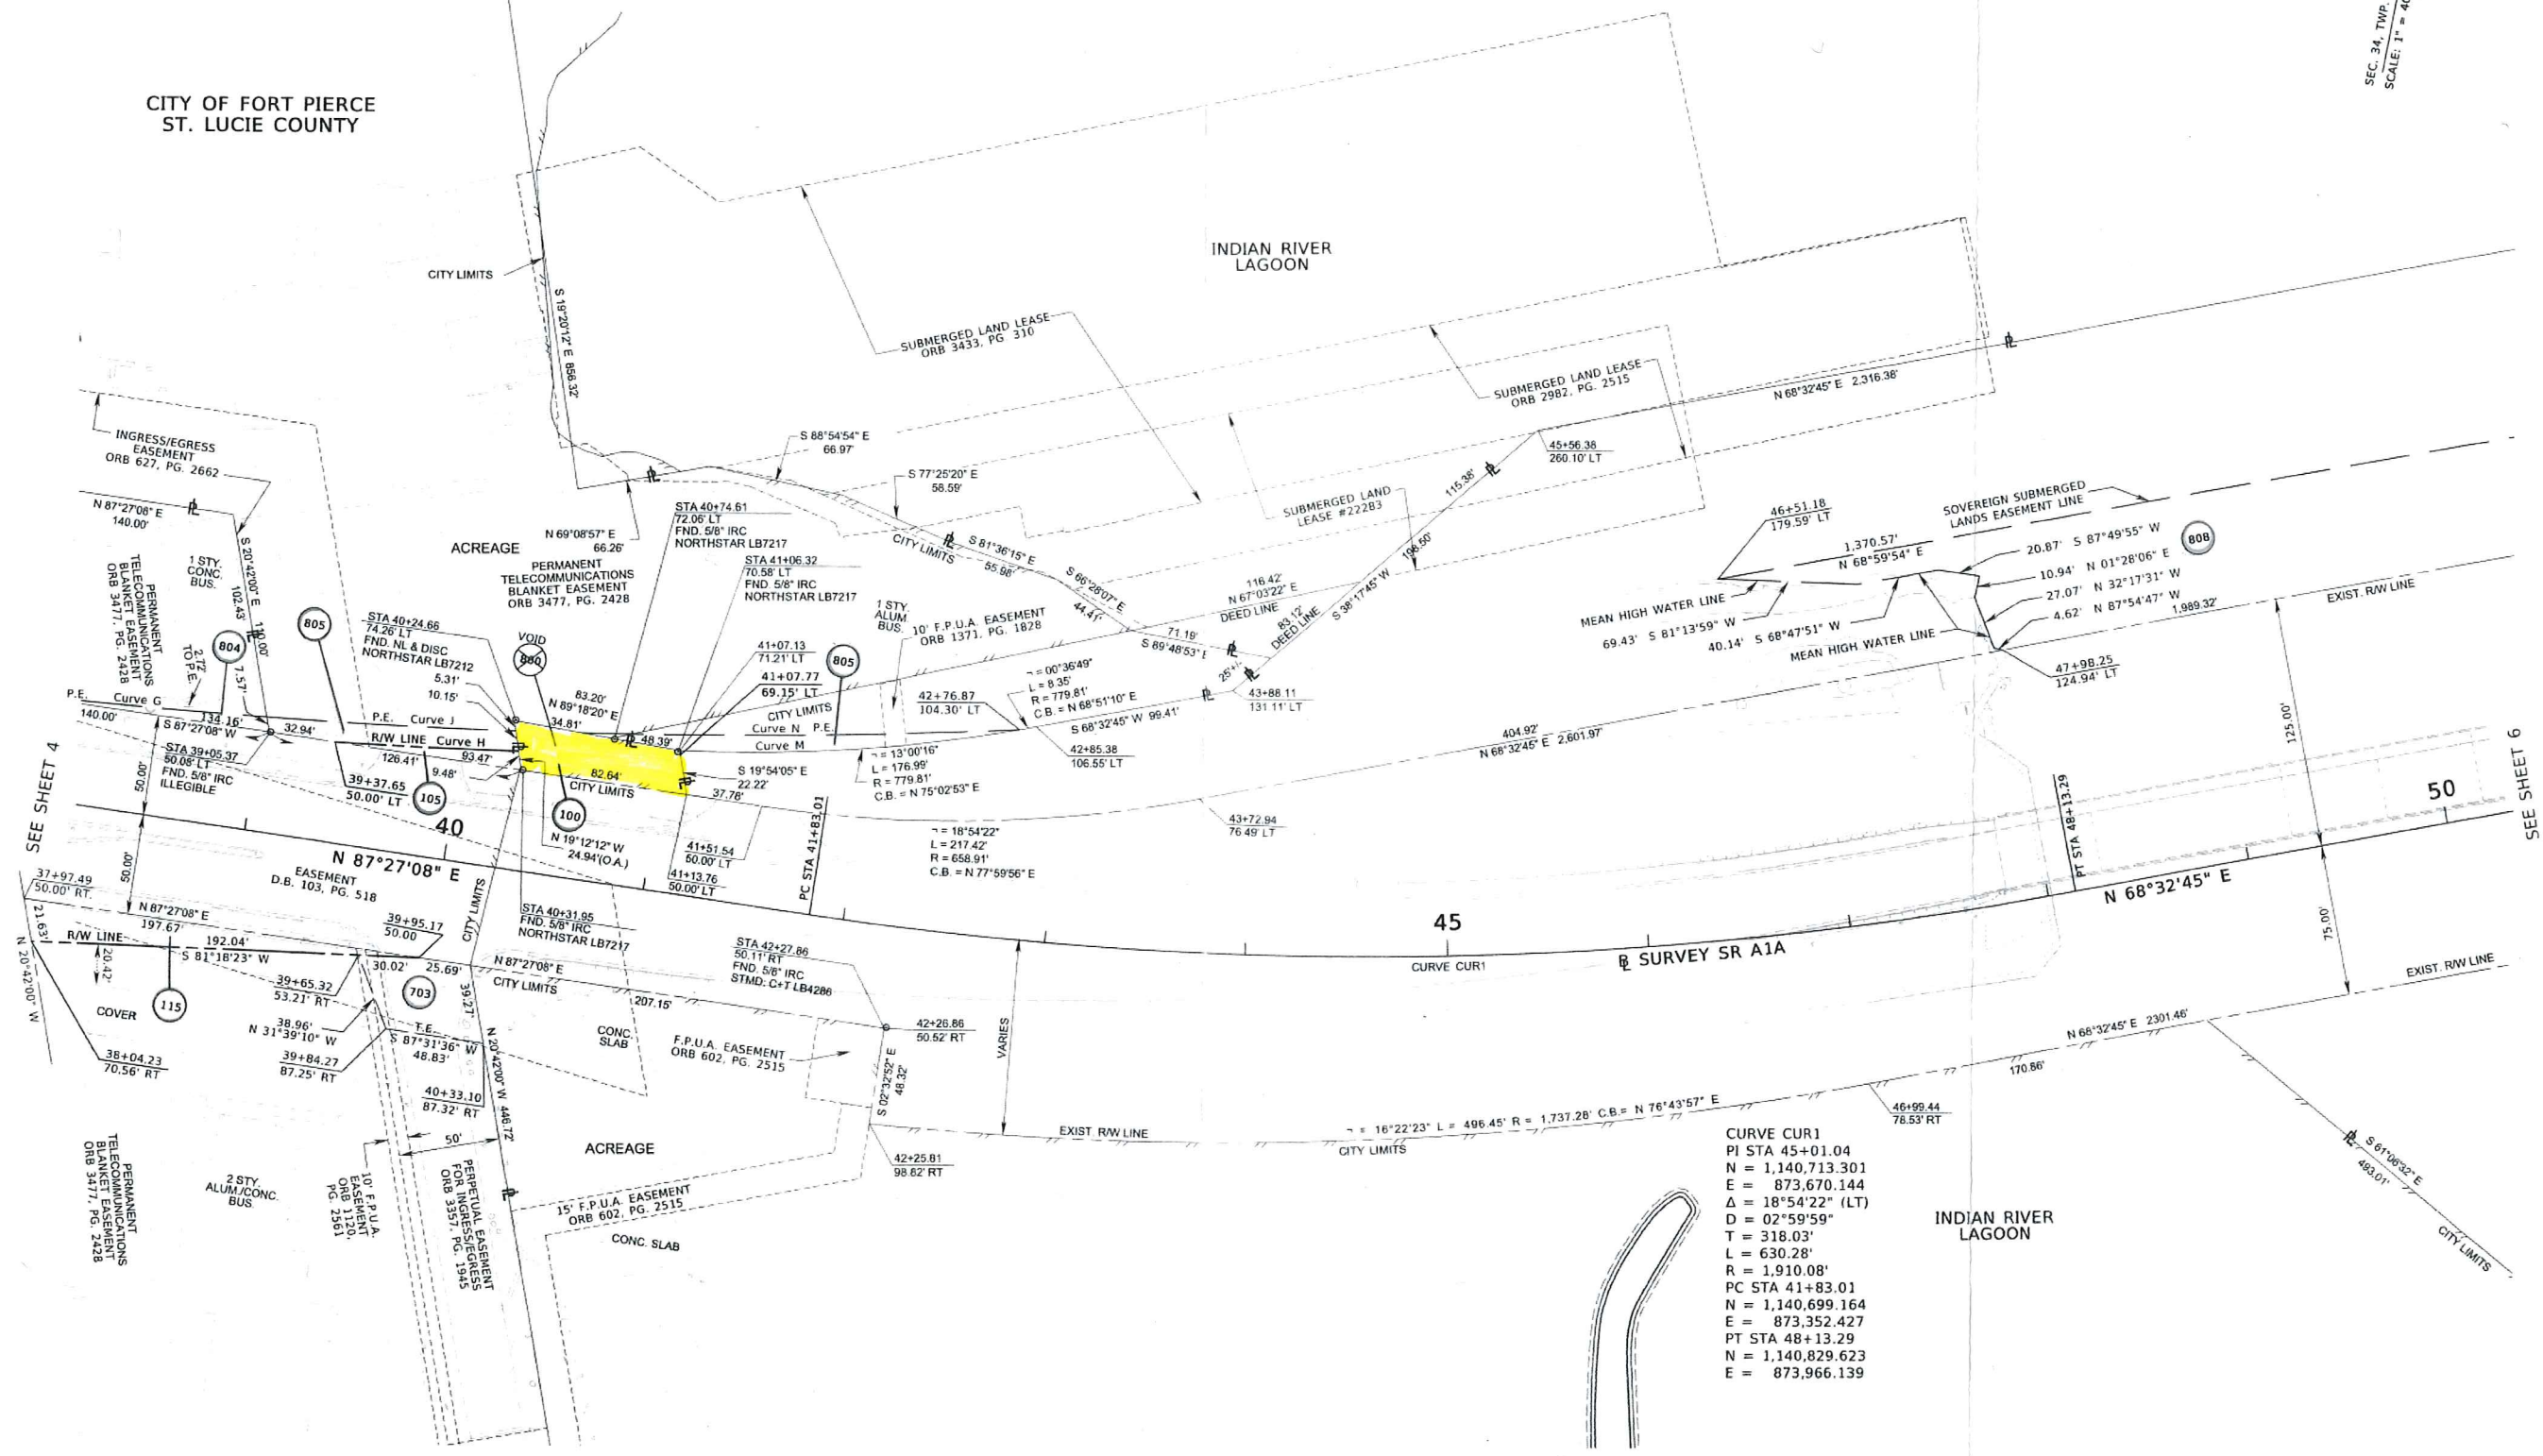 SEC. 34, TWP.
SCALE: 1" = 40
CITY OF FORT PIERCE
ST. LUCIE COUNTY
CITY LIMITS
S 19°20'12" E 856.32'
INDIAN RIVER
LAGOON
SUBMERGED LAND LEASE
ORB 3433, PG 310
SUBMERGED LAND LEASE
ORB 2982, PG. 2515
N 68°32'45" E 2,316.38'
INGRESS/EGRESS
EASEMENT
ORB 627, PG. 2662
N 87°27'08" E
140.00'
S 88°54'54" E
66.97'
S 77°25'20" E
58.59'
45+56.38
260.10' LT
115.38'
SUBMERGED LAND
LEASE #22283
N 69°08'57" E
66.26'
ACREAGE
PERMANENT
TELECOMMUNICATIONS
BLANKET EASEMENT
ORB 3477, PG. 2428
STA 40+74.61
72.06' LT
FND. 5/8" IRC
NORTHSTAR LB7217
STA 41+06.32
70.58' LT
FND. 5/8" IRC
NORTHSTAR LB7217
CITY LIMITS
S 81°36'15" E
55.98'
S 66°28'07" E
44.41'
198.50'
S 38°17'45" W
116.42'
N 67°03'22" E
DEED LINE
83.12'
DEED LINE
71.19'
S 89°48'53" E
46+51.18
179.59' LT
SOVEREIGN SUBMERGED
LANDS EASEMENT LINE
1,370.57'
N 68°59'54" E
20.87' S 87°49'55" W
808
10.94' N 01°28'06" E
27.07' N 32°17'31" W
4.62' N 87°54'47" W
1,989.32'
EXIST. R/W LINE
MEAN HIGH WATER LINE
69.43' S 81°13'59" W
40.14' S 68°47'51" W
MEAN HIGH WATER LINE
47+98.25
124.94' LT
1 STY.
CONC.
BUS.
PERMANENT
TELECOMMUNICATIONS
BLANKET EASEMENT
ORB 3477, PG. 2428
S 20°42'00" E 110.00'
102.43'
7.57'
804
2.72'
TO P.E.
805
STA 40+24.66
74.26' LT
FND. NL & DISC
NORTHSTAR LB7212
5.31'
10.15'
VOID
800
83.20'
N 89°18'20" E
34.81'
48.39'
41+07.13
71.21' LT
41+07.77
69.15' LT
805
1 STY.
ALUM.
BUS.
10' F.P.U.A. EASEMENT
ORB 1371, PG. 1828
CITY LIMITS
Curve N P.E.
Curve M
42+76.87
104.30' LT
= 00°36'49"
L = 8.35'
R = 779.81'
C.B. = N 68°51'10" E
S 68°32'45" W 99.41'
43+88.11
131.11' LT
42+85.38
106.55' LT
= 13°00'16"
L = 176.99'
R = 779.81'
C.B. = N 75°02'53" E
404.92'
N 68°32'45" E 2,601.97'
P.E. Curve G
140.00'
134.16'
S 87°27'08" W
32.94'
P.E. Curve J
R/W LINE Curve H
126.41'
93.47'
9.48'
STA 39+05.37
50.08' LT
FND. 5/8" IRC
ILLEGIBLE
39+37.65
50.00' LT
105
82.64'
CITY LIMITS
S 19°54'05" E
22.22'
37.78'
100
N 19°12'12" W
24.94'(O.A.)
41+51.54
50.00' LT
41+13.76
50.00' LT
PC STA 41+83.01
= 18°54'22"
L = 217.42'
R = 658.91'
C.B. = N 77°59'56" E
43+72.94
76.49' LT
125.00'
PT STA 48+13.29
50
SEE SHEET 6
SEE SHEET 4
50.00'
40
N 87°27'08" E
EASEMENT
D.B. 103, PG. 518
50.00'
37+97.49
50.00' RT.
21.63'
N 20°42'00" W
N 87°27'08" E
197.67'
R/W LINE
192.04'
S 81°18'23" W
20.42'
39+95.17
50.00
CITY LIMITS
STA 40+31.95
FND. 5/8" IRC
NORTHSTAR LB7217
N 87°27'08" E
CITY LIMITS
207.15'
STA 42+27.86
50.11' RT
FND. 5/8" IRC
STMD: C+T LB4286
45
CURVE CUR1
SURVEY SR A1A
N 68°32'45" E
75.00'
EXIST. R/W LINE
30.02'
25.69'
39.27'
39+65.32
53.21' RT
703
COVER
115
38.96'
N 31°39'10" W
T.E.
S 87°31'36" W
48.83'
39+84.27
87.25' RT
38+04.23
70.56' RT
40+33.10
87.32' RT
N 20°42'00" W 446.72'
CONC.
SLAB
F.P.U.A. EASEMENT
ORB 602, PG. 2515
42+26.86
50.52' RT
S 02°32'52" E
48.32'
VARIES
N 68°32'45" E 2301.46'
170.86'
46+99.44
78.53' RT
EXIST. R/W LINE
= 16°22'23" L = 496.45' R = 1,737.28' C.B.= N 76°43'57" E
CITY LIMITS
42+25.81
98.82' RT
50'
ACREAGE
PERMANENT
TELECOMMUNICATIONS
BLANKET EASEMENT
ORB 3477, PG. 2428
2 STY.
ALUM./CONC.
BUS.
10' F.P.U.A.
EASEMENT
ORB 1120,
PG. 2561
PERPETUAL EASEMENT
FOR INGRESS/EGRESS
ORB 3357, PG. 1945
15' F.P.U.A. EASEMENT
ORB 602, PG. 2515
CONC. SLAB
S 61°06'32" E
493.01'
CITY LIMITS
INDIAN RIVER
LAGOON
CURVE CUR1
PI STA 45+01.04
N = 1,140,713.301
E = 873,670.144
Δ = 18°54'22" (LT)
D = 02°59'59"
T = 318.03'
L = 630.28'
R = 1,910.08'
PC STA 41+83.01
N = 1,140,699.164
E = 873,352.427
PT STA 48+13.29
N = 1,140,829.623
E = 873,966.139